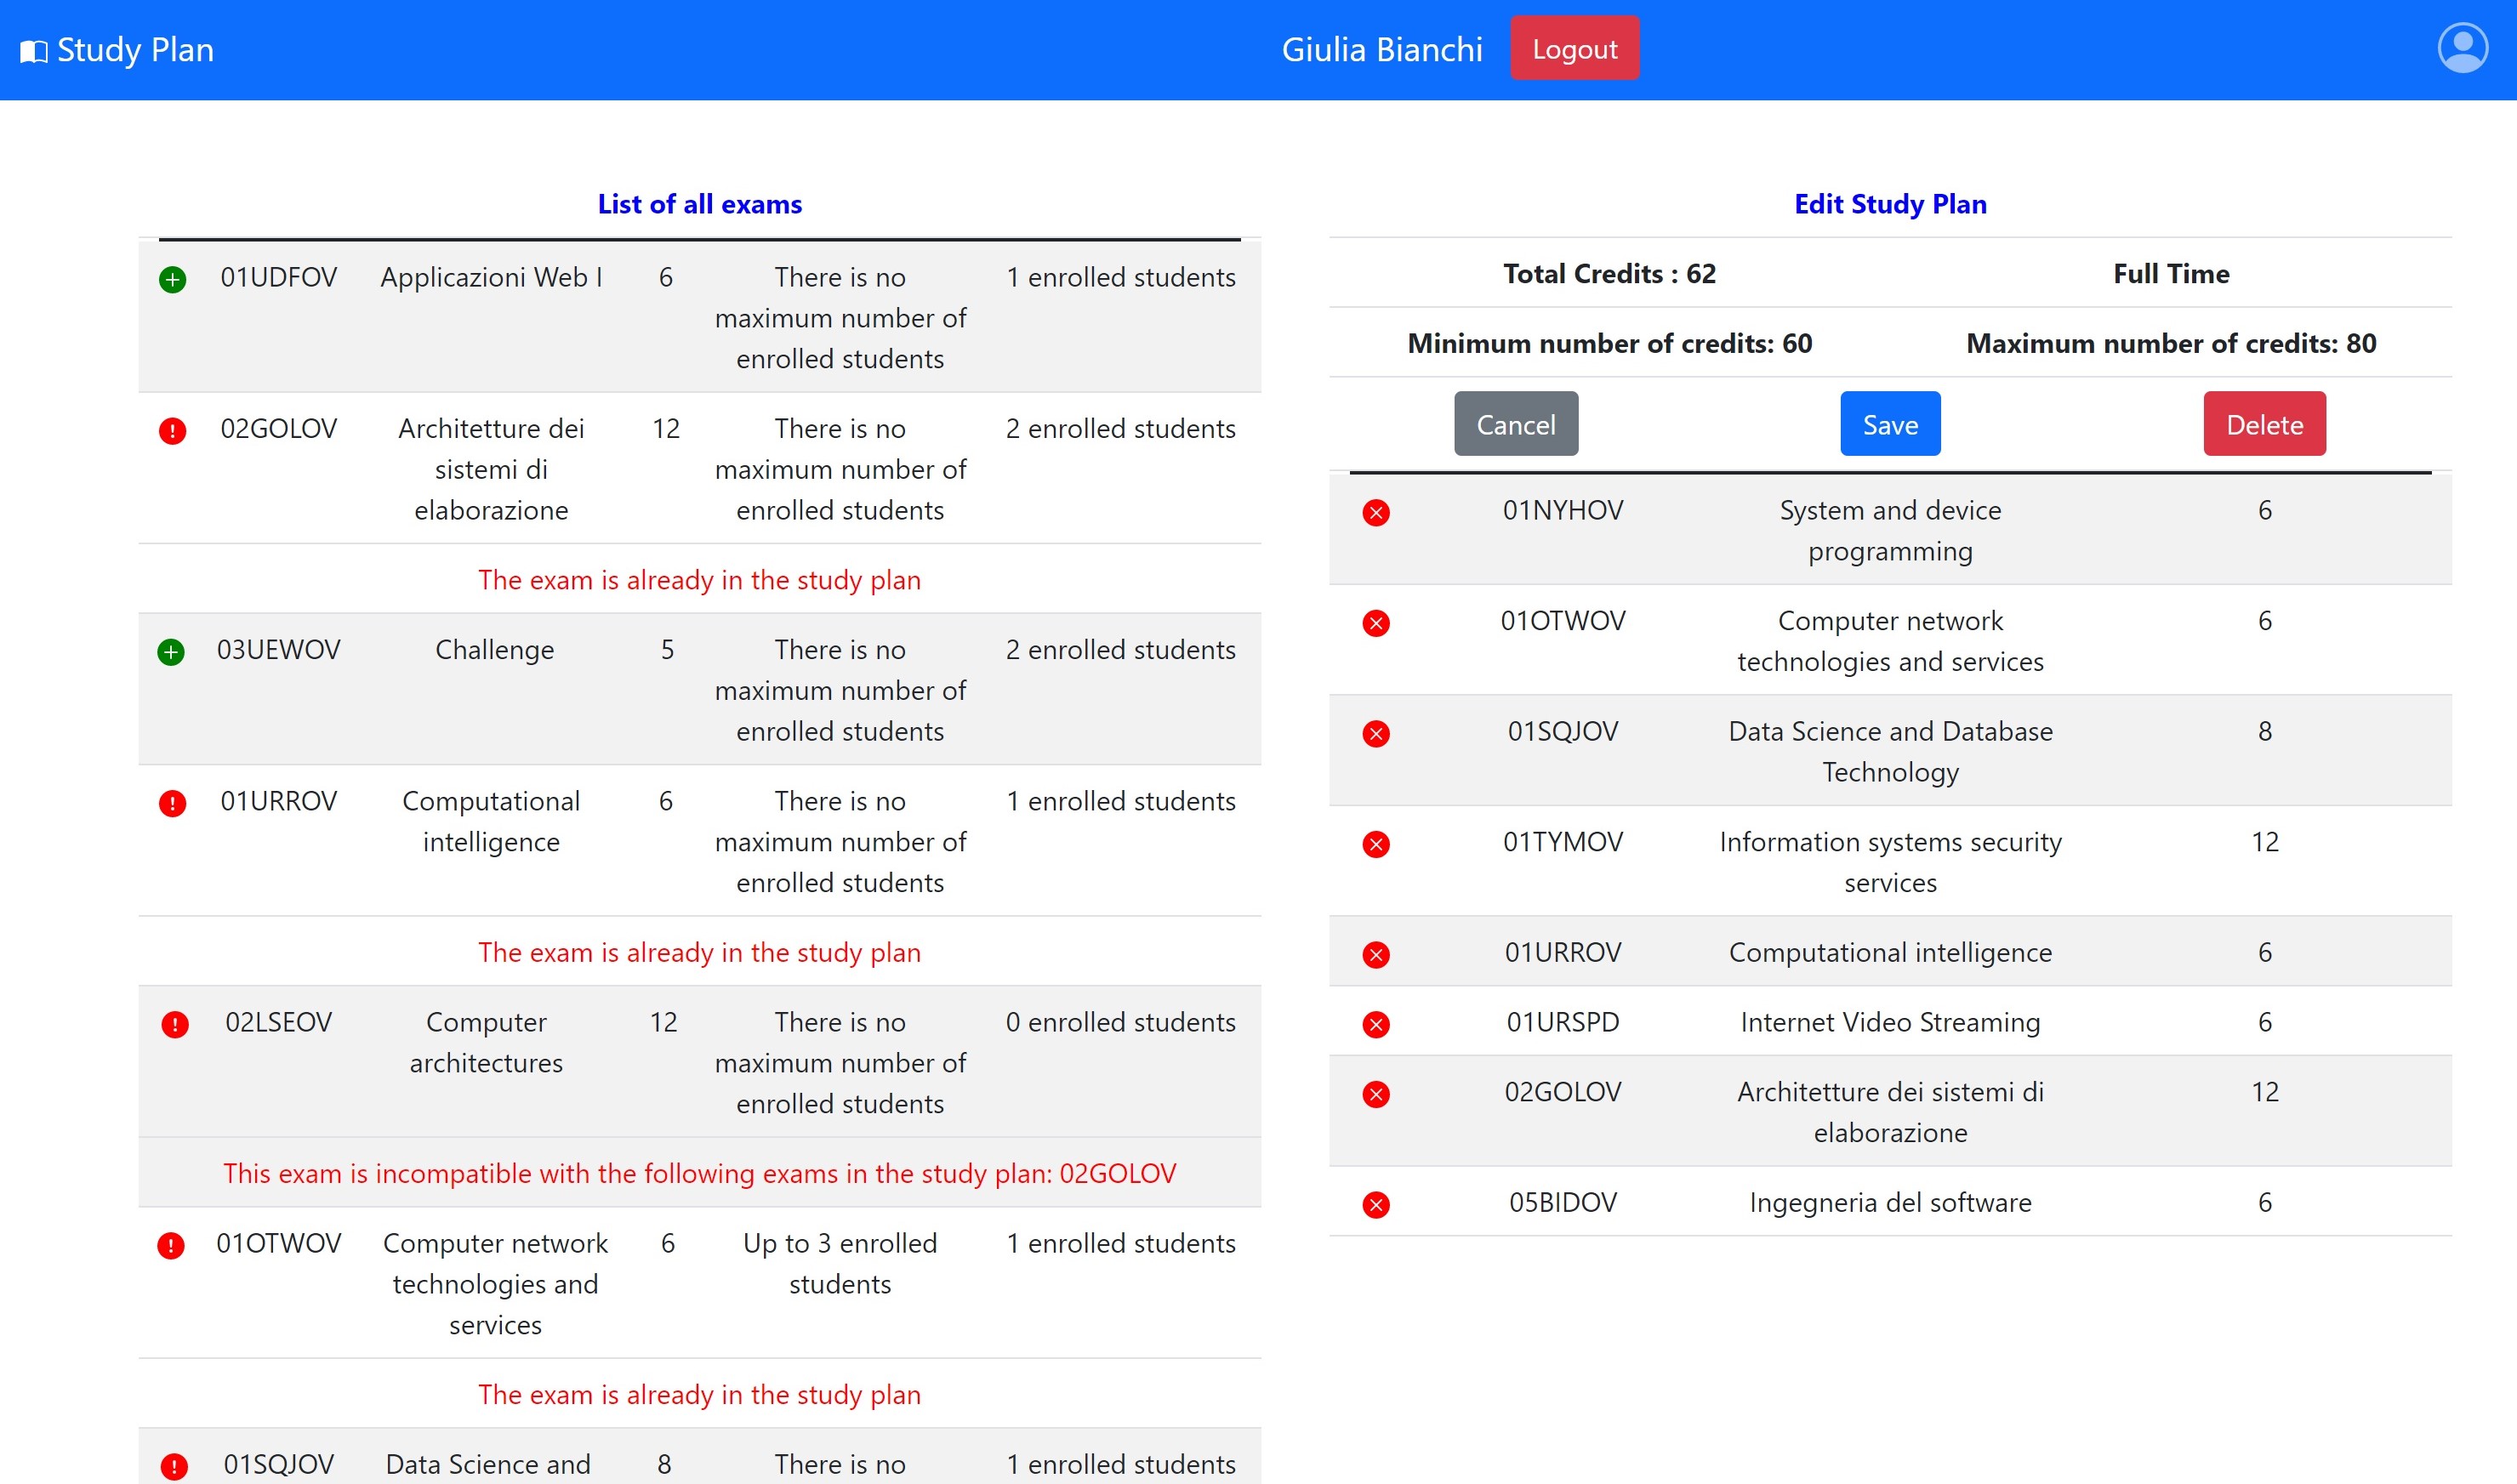 Study Plan
Giulia Bianchi
Logout
List of all exams
01UDFOV Applicazioni Web I 6 There is no 1 enrolled students
maximum number of
enrolled students
02GOLOV Architetture dei 12 There is no 2 enrolled students
sistemi di maximum number of
elaborazione enrolled students
The exam is already in the study plan
03UEWOV Challenge 5 There is no 2 enrolled students
maximum number of
enrolled students
01URROV Computational 6 There is no 1 enrolled students
intelligence maximum number of
enrolled students
The exam is already in the study plan
02LSEOV Computer 12 There is no 0 enrolled students
architectures maximum number of
enrolled students
This exam is incompatible with the following exams in the study plan: 02GOLOV
01OTWOV Computer network 6 Up to 3 enrolled 1 enrolled students
technologies and students
services
The exam is already in the study plan
01SQJOV Data Science and 8 There is no 1 enrolled students
Edit Study Plan
Total Credits : 62 Full Time
Minimum number of credits: 60 Maximum number of credits: 80
Cancel Save Delete
01NYHOV System and device 6
programming
01OTWOV Computer network 6
technologies and services
01SQJOV Data Science and Database 8
Technology
01TYMOV Information systems security 12
services
01URROV Computational intelligence 6
01URSPD Internet Video Streaming 6
02GOLOV Architetture dei sistemi di 12
elaborazione
05BIDOV Ingegneria del software 6